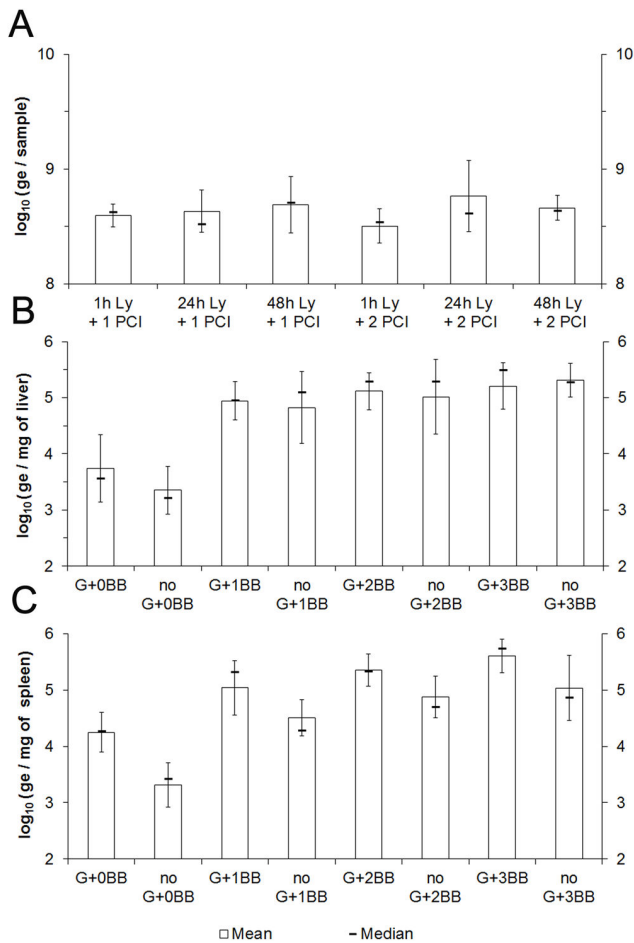 A
log10 (ge / sample)
10
9
8
10
9
8
1h Ly + 1 PCI
24h Ly + 1 PCI
48h Ly + 1 PCI
1h Ly + 2 PCI
24h Ly + 2 PCI
48h Ly + 2 PCI
B
log10 (ge / mg of liver)
6
5
4
3
2
6
5
4
3
2
G+0BB
no G+0BB
G+1BB
no G+1BB
G+2BB
no G+2BB
G+3BB
no G+3BB
C
log10 (ge / mg of spleen)
6
5
4
3
2
6
5
4
3
2
G+0BB
no G+0BB
G+1BB
no G+1BB
G+2BB
no G+2BB
G+3BB
no G+3BB
Mean
Median